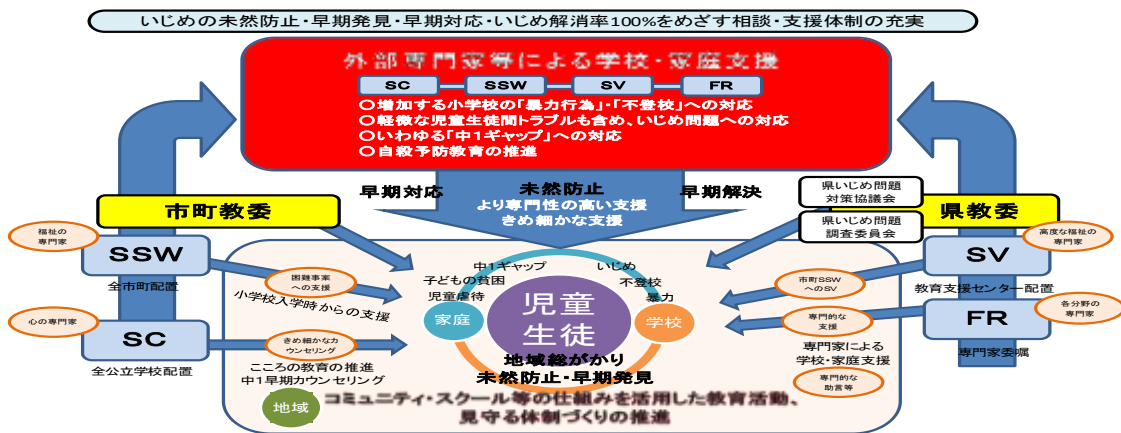 いじめの未然防止・早期発見・早期対応・いじめ解消率100%をめざす相談・支援体制の充実
外部専門家等による学校・家庭支援
SC
SSW
SV
FR
○増加する小学校の「暴力行為」・「不登校」への対応
○軽微な児童生徒間トラブルも含め、いじめ問題への対応
○いわゆる「中1ギャップ」への対応
○自殺予防教育の推進
早期対応
未然防止
早期解決
より専門性の高い支援
きめ細かな支援
市町教委
県いじめ問題
対策協議会
県いじめ問題
調査委員会
県教委
福祉の
専門家
SSW
全市町配置
困難事案
への支援
小学校入学時からの支援
心の専門家
SC
全公立学校配置
きめ細かなカ
ウンセリング
こころの教育の推進
中1早期カウンセリング
中1ギャップ
いじめ
子どもの貧困
不登校
児童虐待
暴力
家庭
児童
生徒
学校
地域総がかり
未然防止・早期発見
高度な福祉の
専門家
SV
教育支援センター配置
市町SSW
へのSV
各分野の
専門家
FR
専門家委嘱
専門的な
支援
専門家による
学校・家庭支援
専門的な
助言等
地域
コミュニティ・スクール等の仕組みを活用した教育活動、
見守る体制づくりの推進